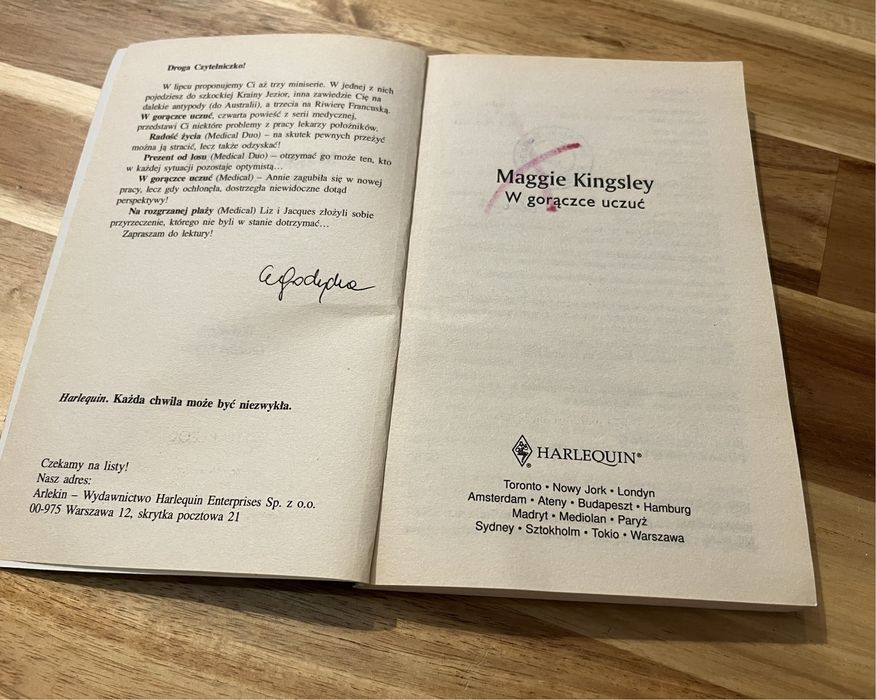 Droga Czytelniczko!
W lipcu proponujemy Ci aż trzy miniserie. W jednej z nich
pojedziesz do szkockiej Krainy Jezior, inna zawiedzie Cię na
dalekie antypody (do Australii), a trzecia na Riwierę Francuską.
W gorączce uczuć, czwarta powieść z serii medycznej,
przedstawi Ci niektóre problemy z pracy lekarzy położników.
Radość życia (Medical Duo) – na skutek pewnych przeżyć
można ją stracić, lecz także odzyskać!
Prezent od losu (Medical Duo) – otrzymać go może ten, kto
w każdej sytuacji pozostaje optymistą...
W gorączce uczuć (Medical) – Annie zagubiła się w nowej
pracy, lecz gdy ochłonęła, dostrzegła niewidoczne dotąd
perspektywy!
Na rozgrzanej plaży (Medical) Liz i Jacques złożyli sobie
przyrzeczenie, którego nie byli w stanie dotrzymać...
Zapraszam do lektury!
Harlequin. Każda chwila może być niezwykła.
Czekamy na listy!
Nasz adres:
Arlekin – Wydawnictwo Harlequin Enterprises Sp. z o.o.
00-975 Warszawa 12, skrytka pocztowa 21
Maggie Kingsley
W gorączce uczuć
HARLEQUIN®
Toronto • Nowy Jork • Londyn
Amsterdam • Ateny • Budapeszt • Hamburg
Madryt • Mediolan • Paryż
Sydney • Sztokholm • Tokio • Warszawa